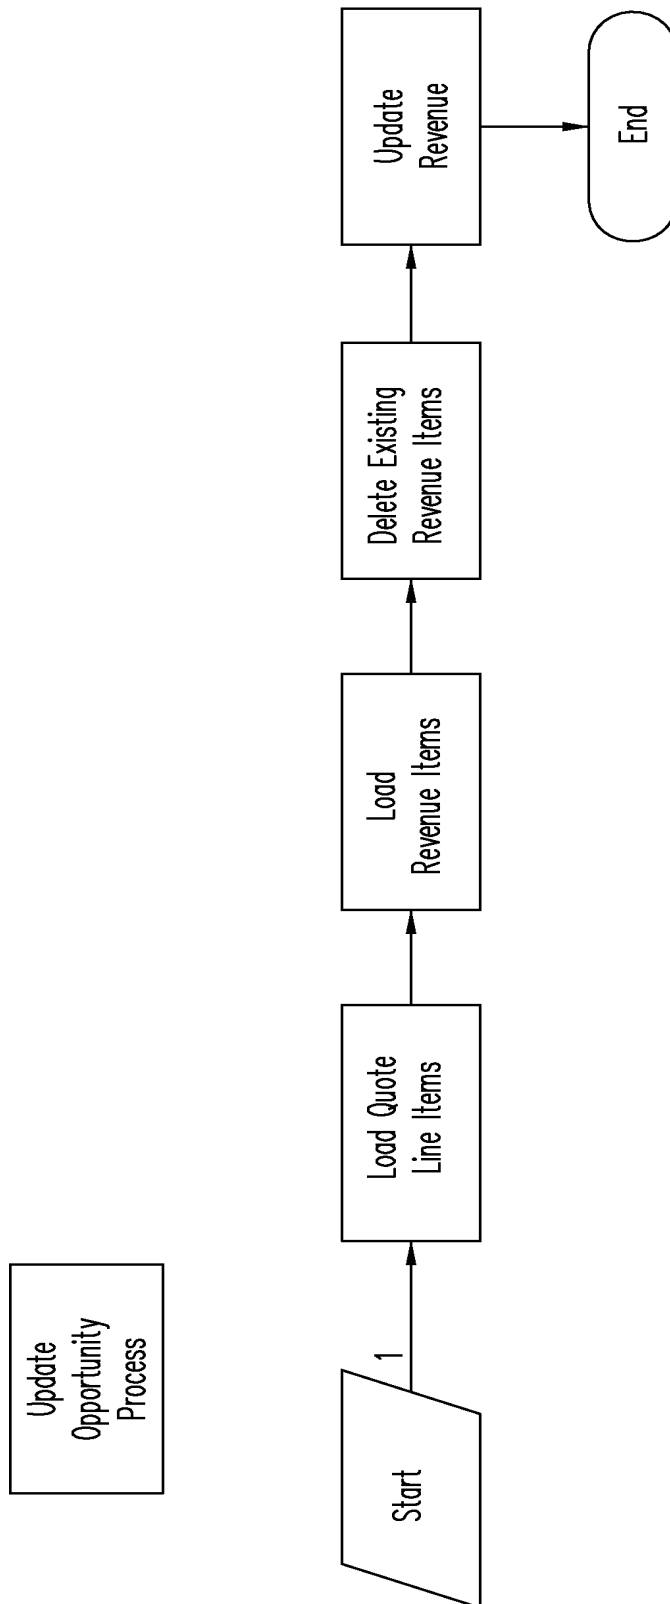 Update
Opportunity
Process
Start
1
Load Quote
Line Items
Load
Revenue Items
Delete Existing
Revenue Items
Update
Revenue
End